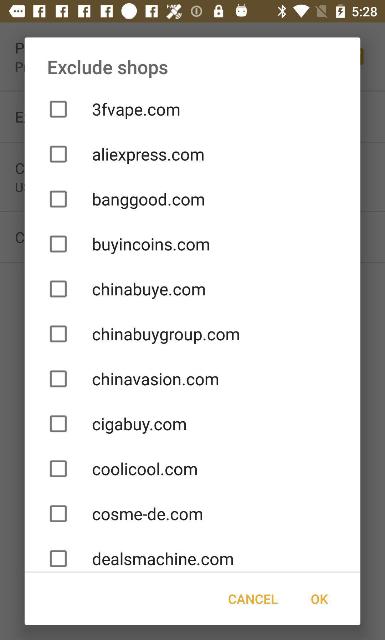 5:28
Exclude shops
3fvape.com
aliexpress.com
banggood.com
buyincoins.com
chinabuye.com
chinabuygroup.com
chinavasion.com
cigabuy.com
coolicool.com
cosme-de.com
dealsmachine.com
CANCEL OK